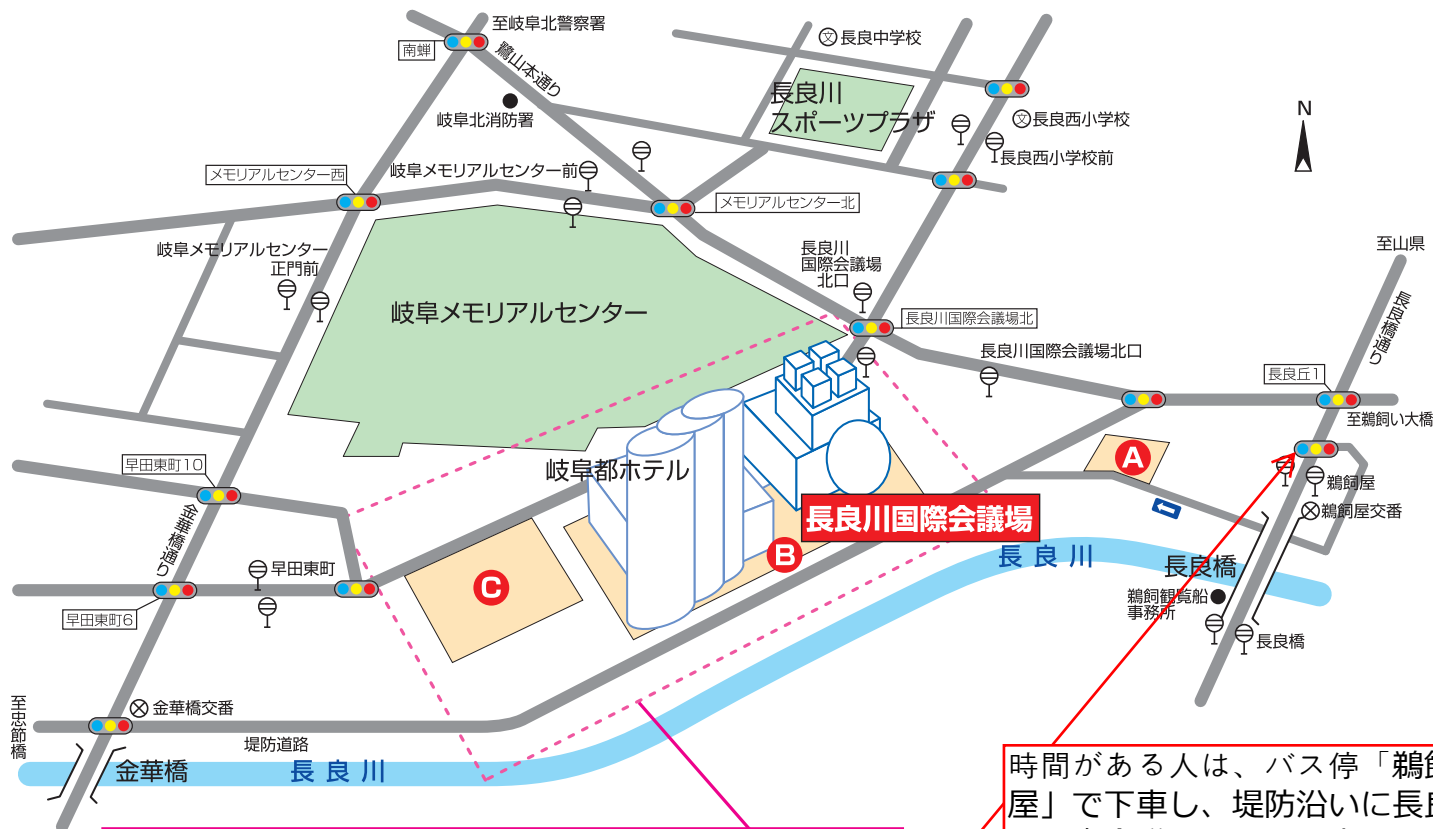 至岐阜北警察署
南蝉
鷺山本通り
岐阜北消防署
長良中学校
長良川
スポーツプラザ
長良西小学校
長良西小学校前
N
メモリアルセンター西
岐阜メモリアルセンター前
メモリアルセンター北
岐阜メモリアルセンター
正門前
岐阜メモリアルセンター
長良川
国際会議場
北口
長良川国際会議場北
長良川国際会議場北口
至山県
長良橋通り
長良丘1
至鵜飼い大橋
鵜飼屋
鵜飼屋交番
A
早田東町10
岐阜都ホテル
長良川国際会議場
B
C
長良川
長良橋
鵜飼観覧船
事務所
長良橋
金華橋通り
早田東町
早田東町6
至忠節橋
金華橋交番
堤防道路
金華橋
長良川
時間がある人は、バス停「鵜飼
屋」で下車し、堤防沿いに長良